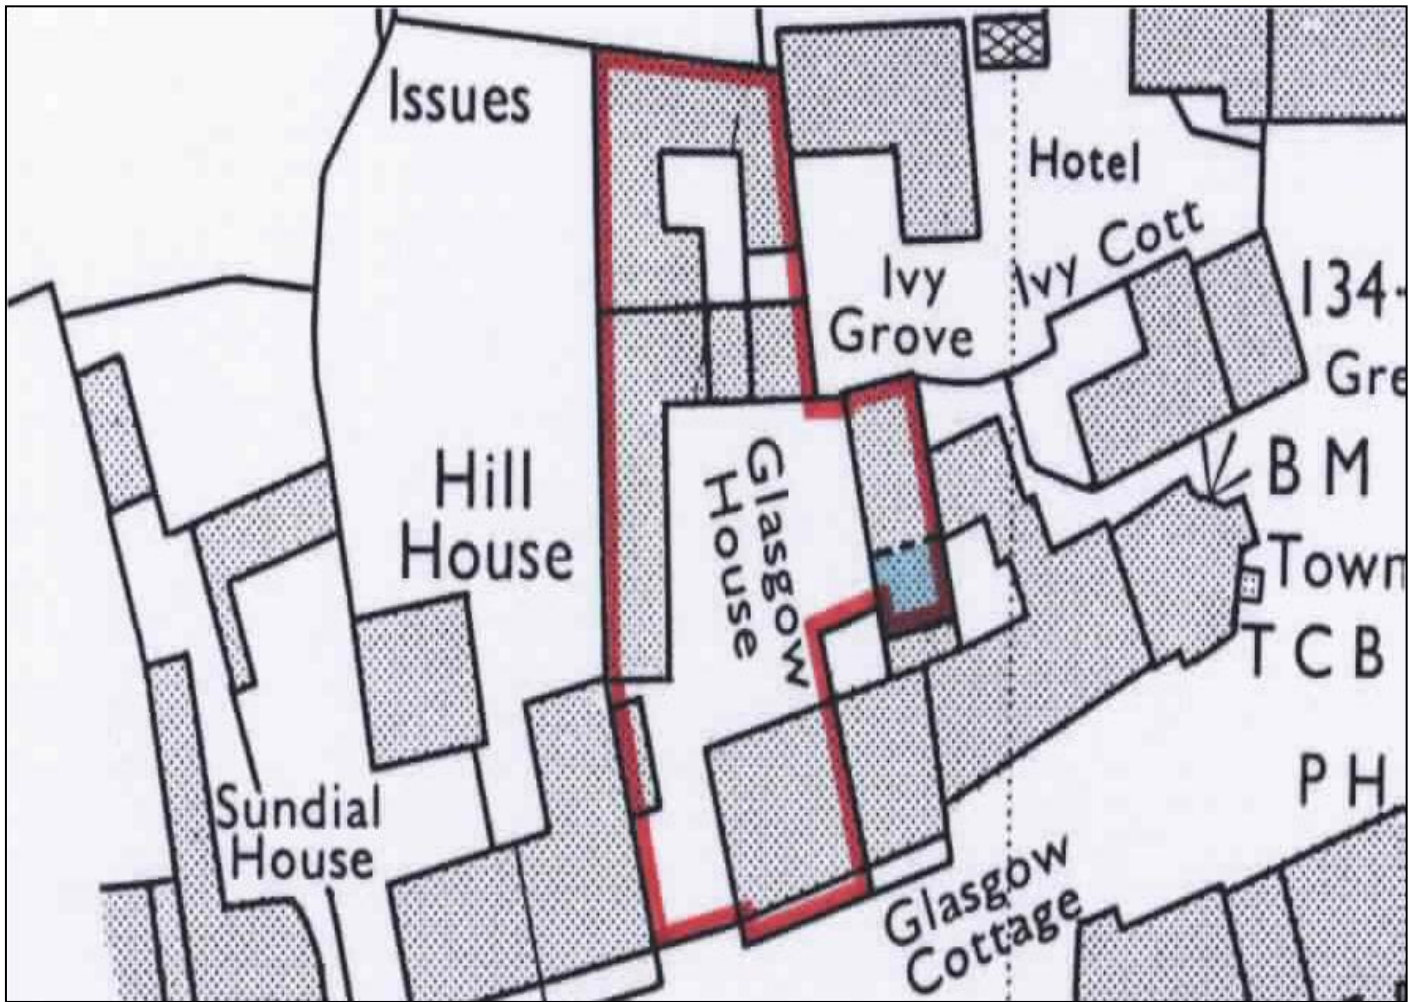 Issues
Hotel
Ivy Cott
Ivy
Grove
134-
Gre
Hill
House
Glasgow
House
B M
Town
T C B
P H
Sundial
House
Glasgow
Cottage